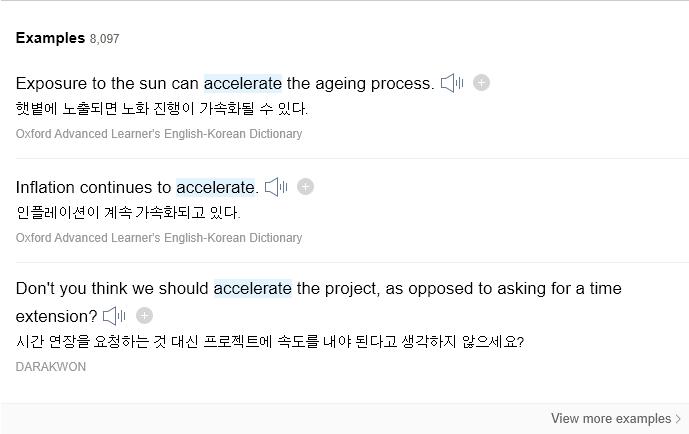 Examples 8,097
Exposure to the sun can accelerate the ageing process.
햇볕에 노출되면 노화 진행이 가속화될 수 있다.
Oxford Advanced Learner's English-Korean Dictionary
Inflation continues to accelerate.
인플레이션이 계속 가속화되고 있다.
Oxford Advanced Learner's English-Korean Dictionary
Don't you think we should accelerate the project, as opposed to asking for a time
extension?
시간 연장을 요청하는 것 대신 프로젝트에 속도를 내야 된다고 생각하지 않으세요?
DARAKWON
View more examples